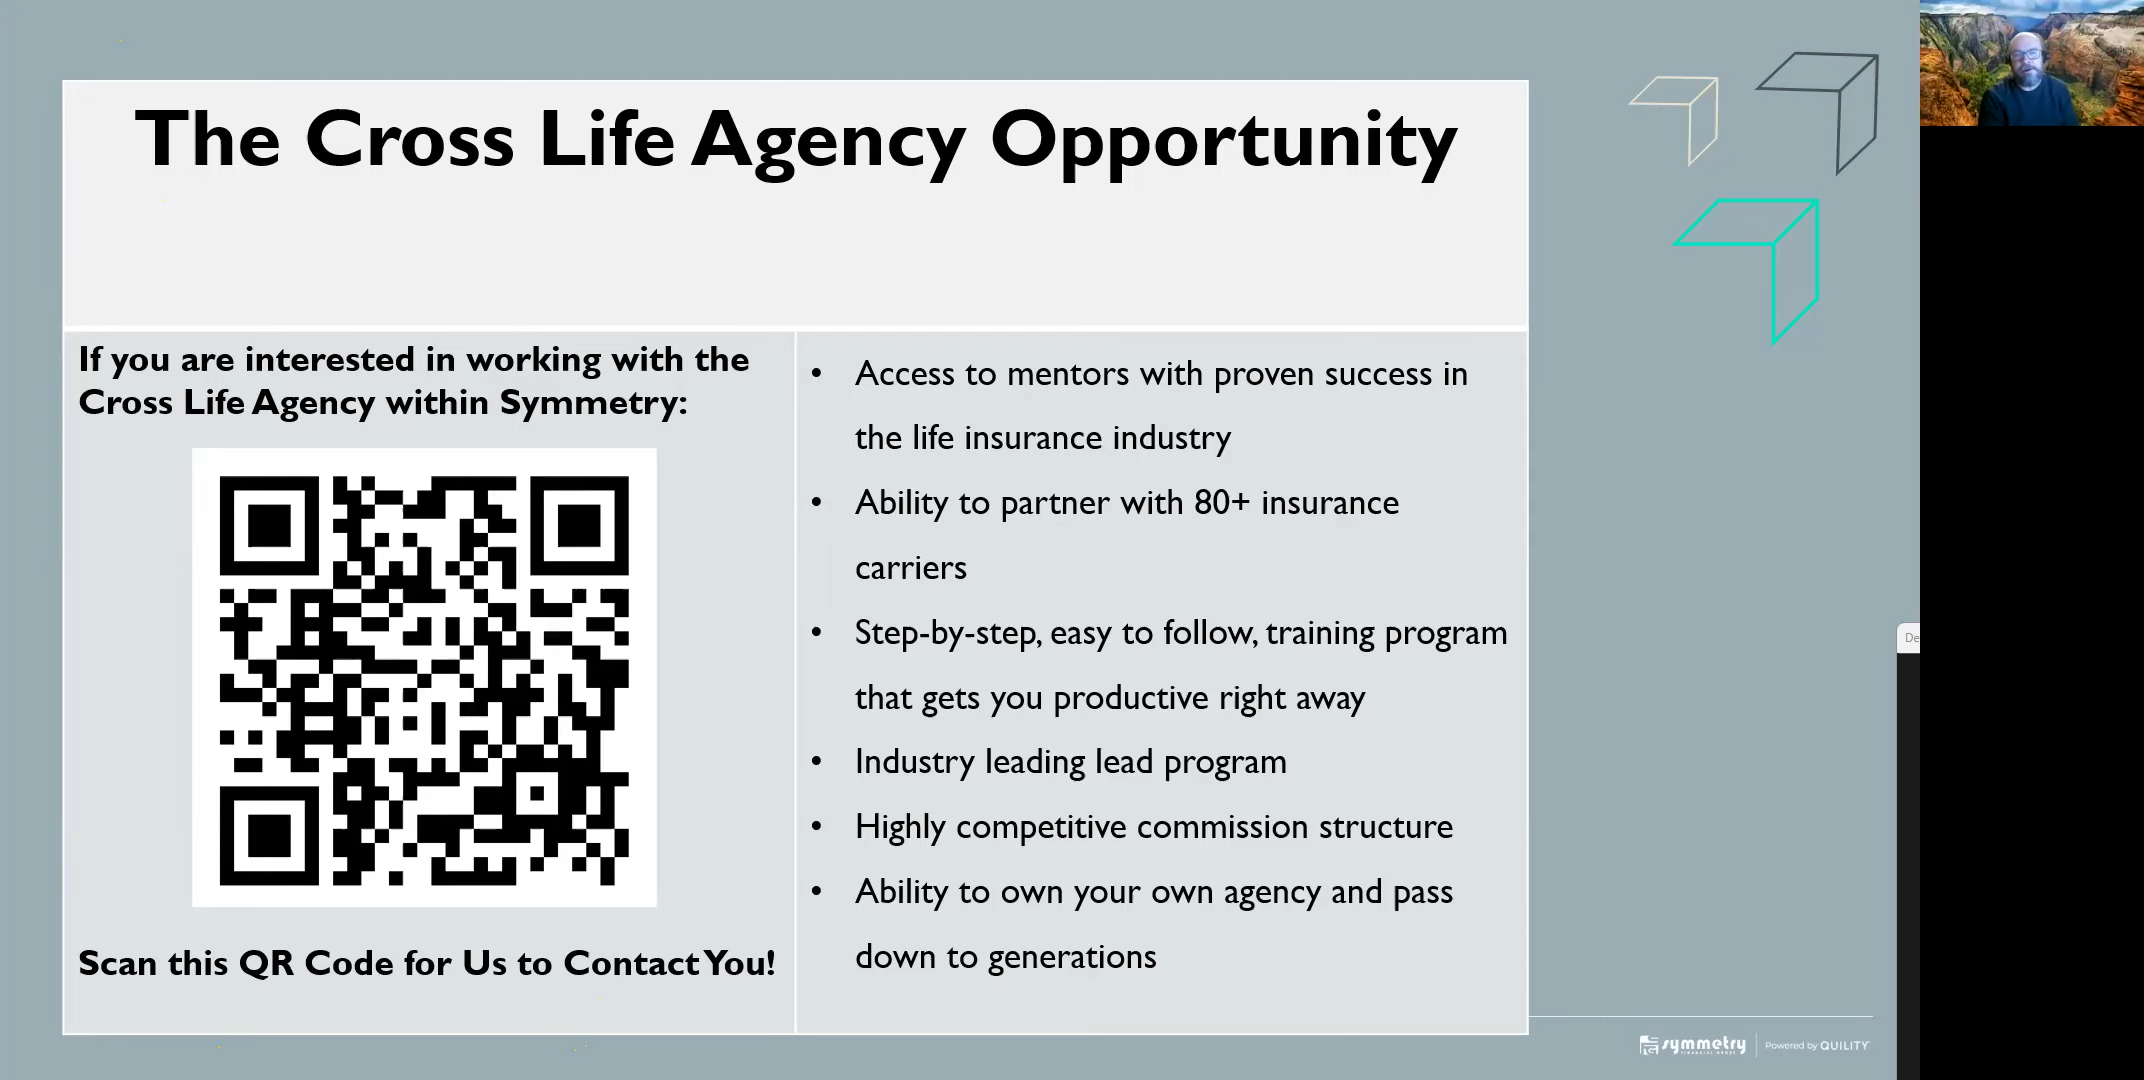 The Cross Life Agency Opportunity
If you are interested in working with the
Cross Life Agency within Symmetry:
Scan this QR Code for Us to Contact You!
• Access to mentors with proven success in
the life insurance industry
• Ability to partner with 80+ insurance
carriers
• Step-by-step, easy to follow, training program
that gets you productive right away
• Industry leading lead program
• Highly competitive commission structure
• Ability to own your own agency and pass
down to generations
De
symmetry
FINANCIAL GROUP
Powered by QUILITY